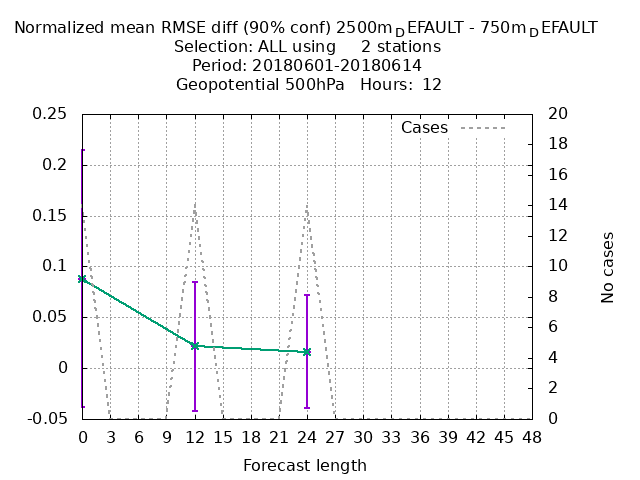 Normalized mean RMSE diff (90% conf) 2500m_DEFAULT - 750m_DEFAULT
Selection: ALL using     2 stations
Period: 20180601-20180614
Geopotential 500hPa   Hours:  12
0.25
0.2
0.15
0.1
0.05
0
-0.05
Cases
20
18
16
14
12
10
8
6
4
2
0
No cases
0 3 6 9 12 15 18 21 24 27 30 33 36 39 42 45 48
Forecast length